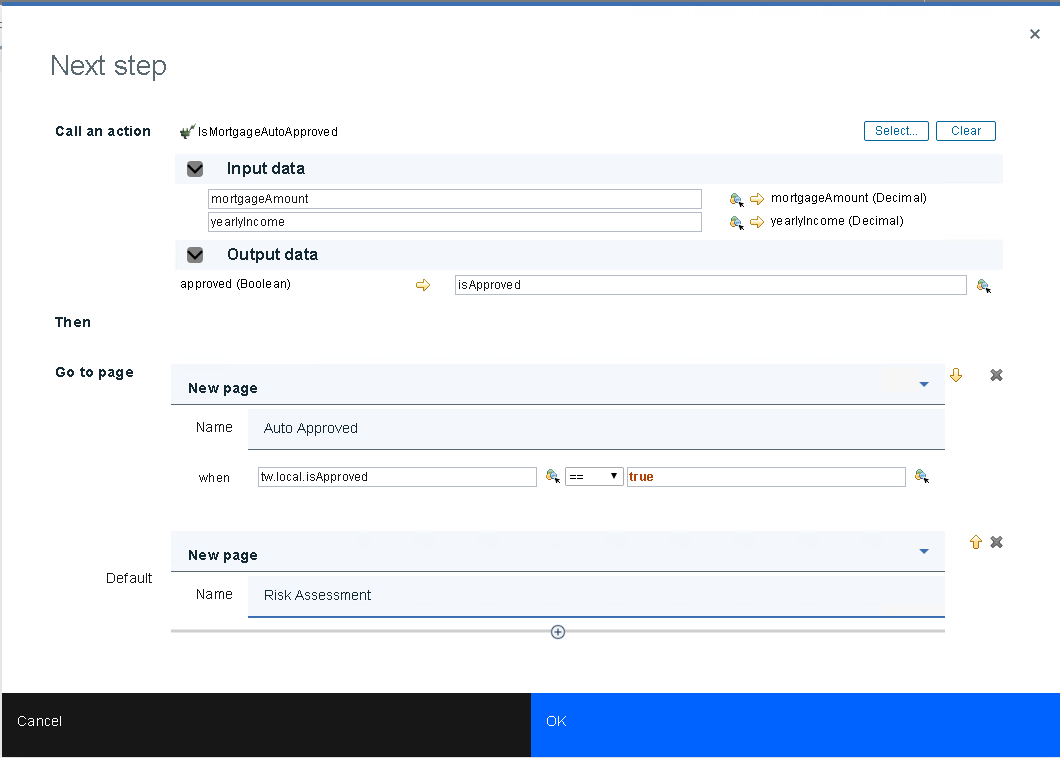 Next step
Call an action IsMortgageAutoApproved Select... Clear
Input data
mortgageAmount mortgageAmount (Decimal)
yearlyIncome yearlyIncome (Decimal)
Output data
approved (Boolean) isApproved
Then
Go to page
New page
Name Auto Approved
when tw.local.isApproved == true
New page
Default
Name Risk Assessment
Cancel OK